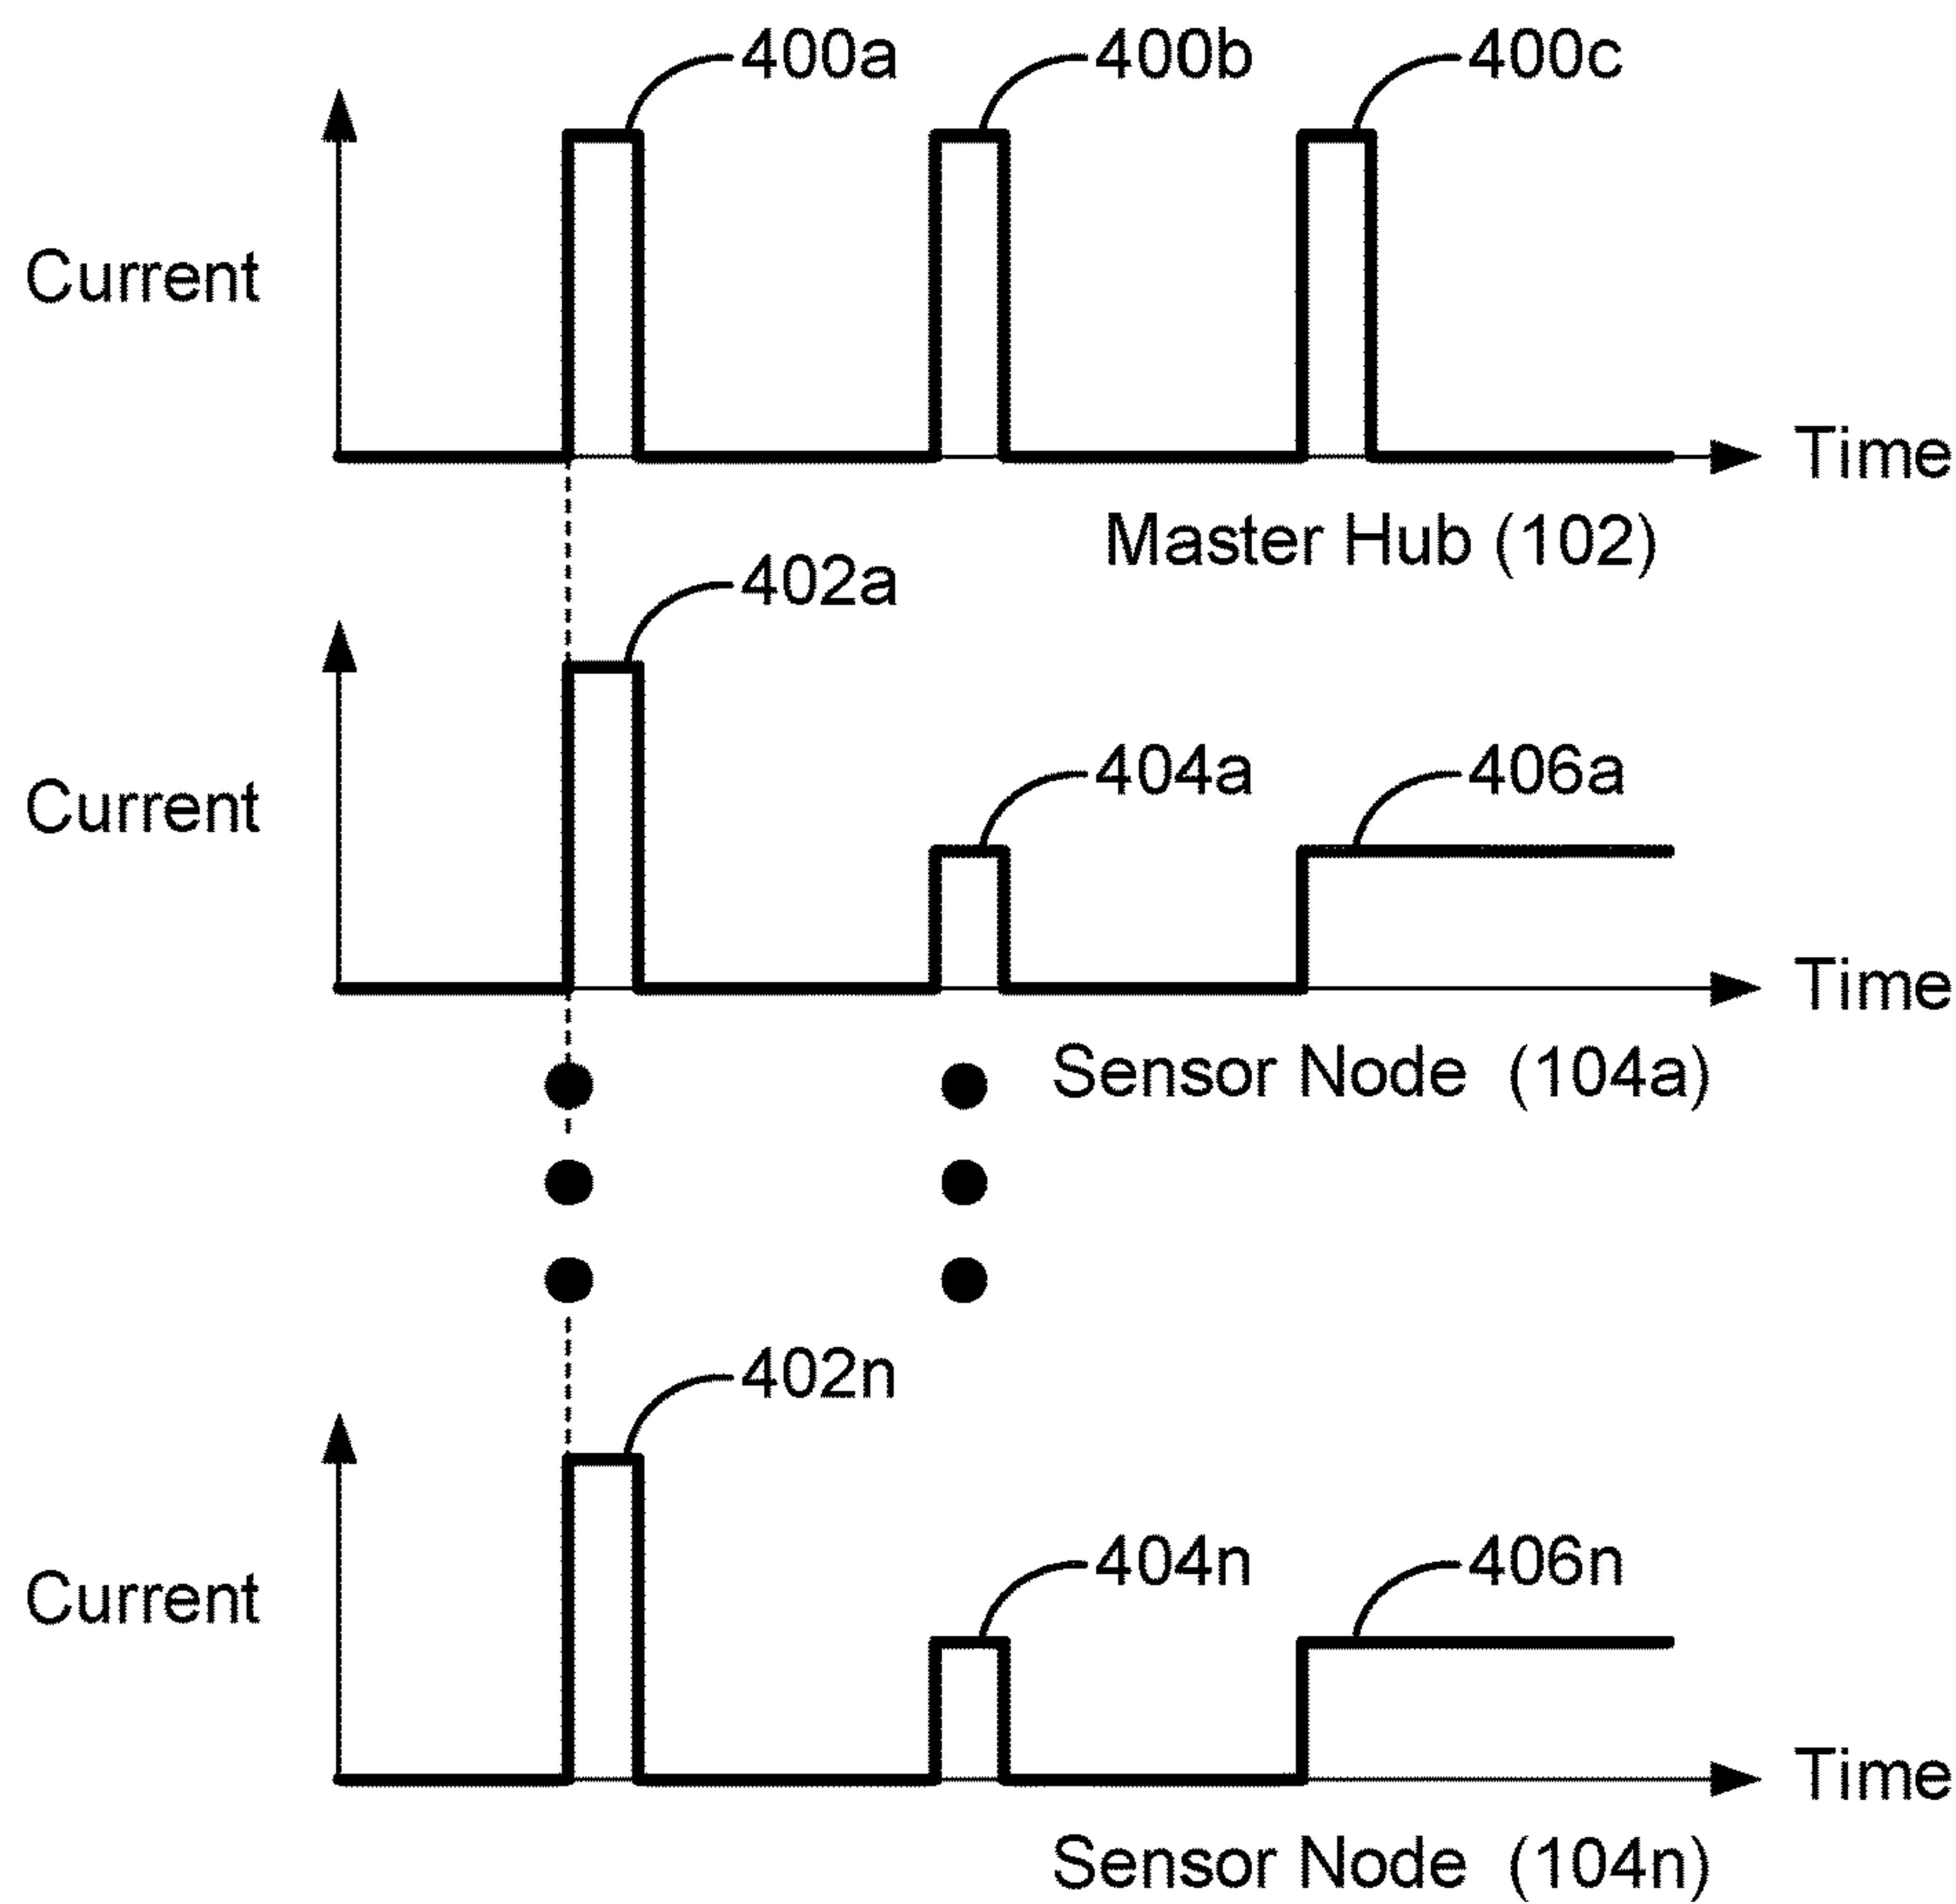 400a 400b 400c
Current
Time
Master Hub (102)
402a
404a 406a
Current
Time
Sensor Node (104a)
402n
404n 406n
Current
Time
Sensor Node (104n)